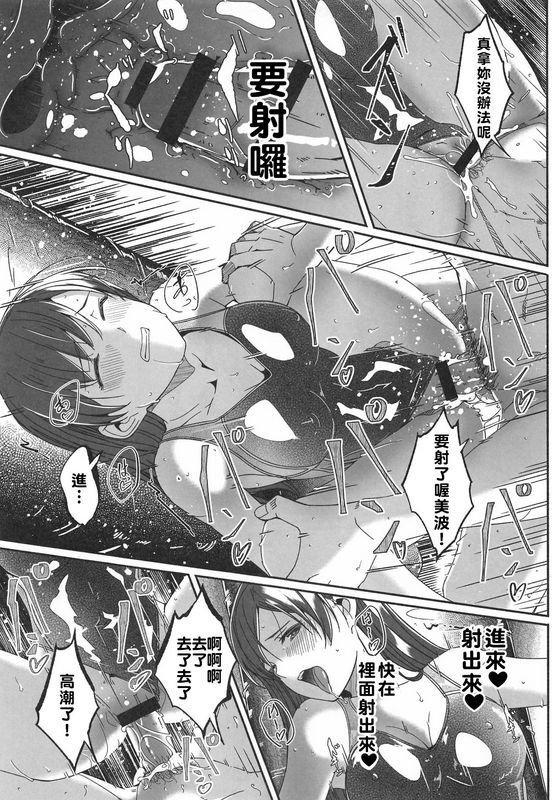 真拿妳沒辦法呢
要射囉
要射了喔美波！
進…
進來♥
射出來♥
快在
裡面射出來♥
啊啊啊
去了
去了去了
高潮了！